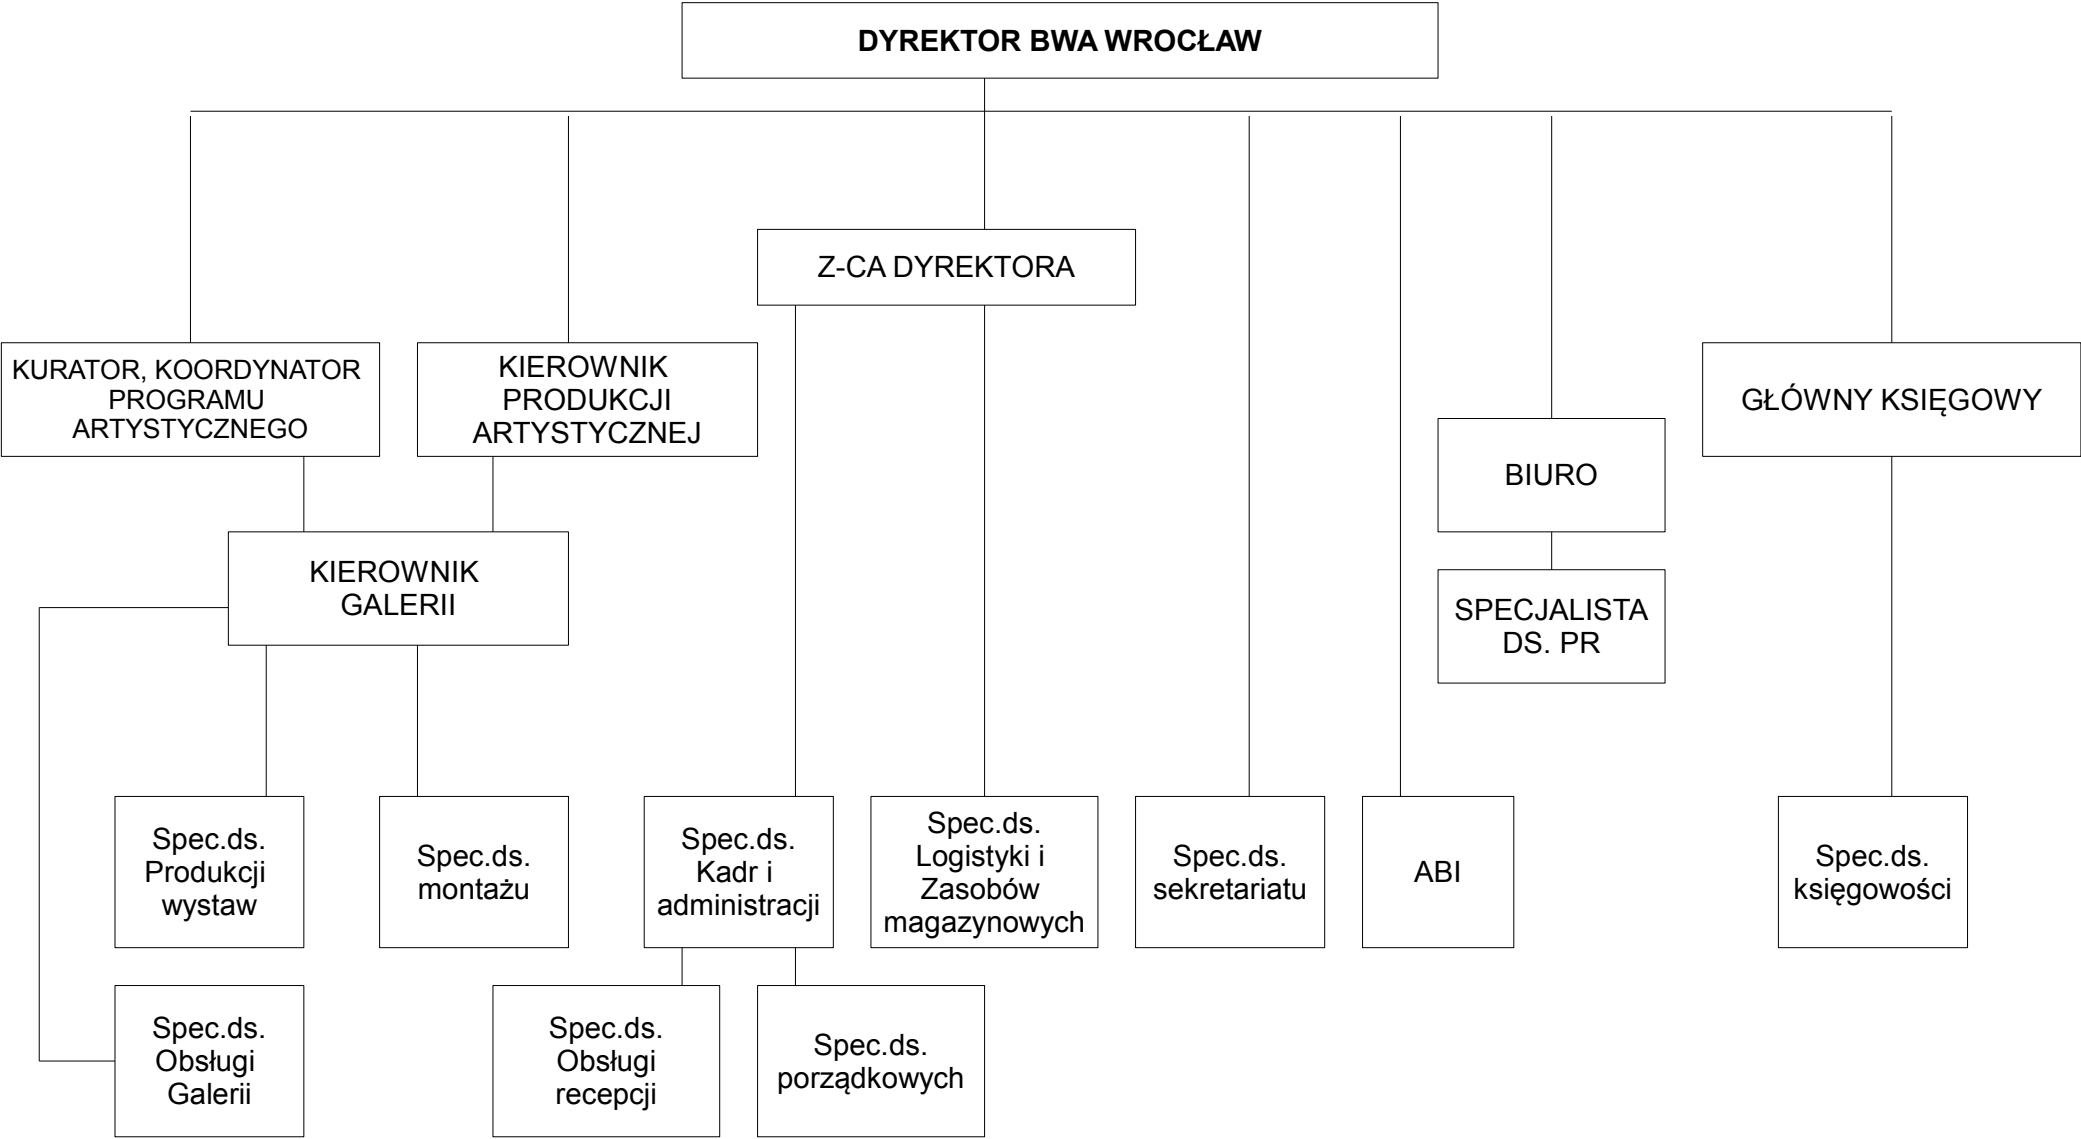 DYREKTOR BWA WROCŁAW
Z-CA DYREKTORA
KURATOR, KOORDYNATOR
PROGRAMU
ARTYSTYCZNEGO
KIEROWNIK
PRODUKCJI
ARTYSTYCZNEJ
GŁÓWNY KSIĘGOWY
BIURO
KIEROWNIK
GALERII
SPECJALISTA
DS. PR
Spec.ds.
Produkcji
wystaw
Spec.ds.
montażu
Spec.ds.
Kadr i
administracji
Spec.ds.
Logistyki i
Zasobów
magazynowych
Spec.ds.
sekretariatu
ABI
Spec.ds.
księgowości
Spec.ds.
Obsługi
Galerii
Spec.ds.
Obsługi
recepcji
Spec.ds.
porządkowych